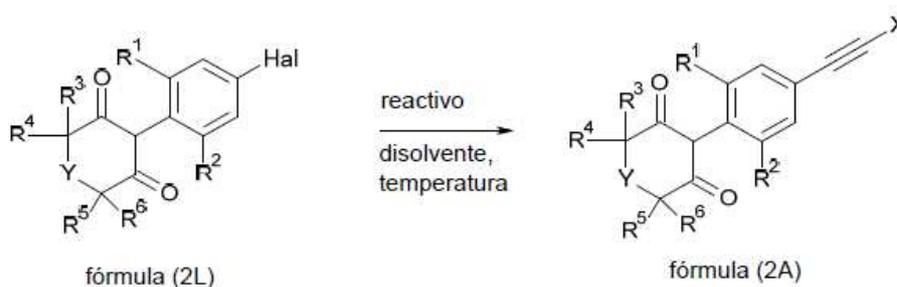 R¹ Hal
R³ O
R⁴
Y R²
O
R⁵ R⁶
fórmula (2L)
reactivo
disolvente,
temperatura
X
R¹
R³ O
R⁴
Y R²
O
R⁵ R⁶
fórmula (2A)